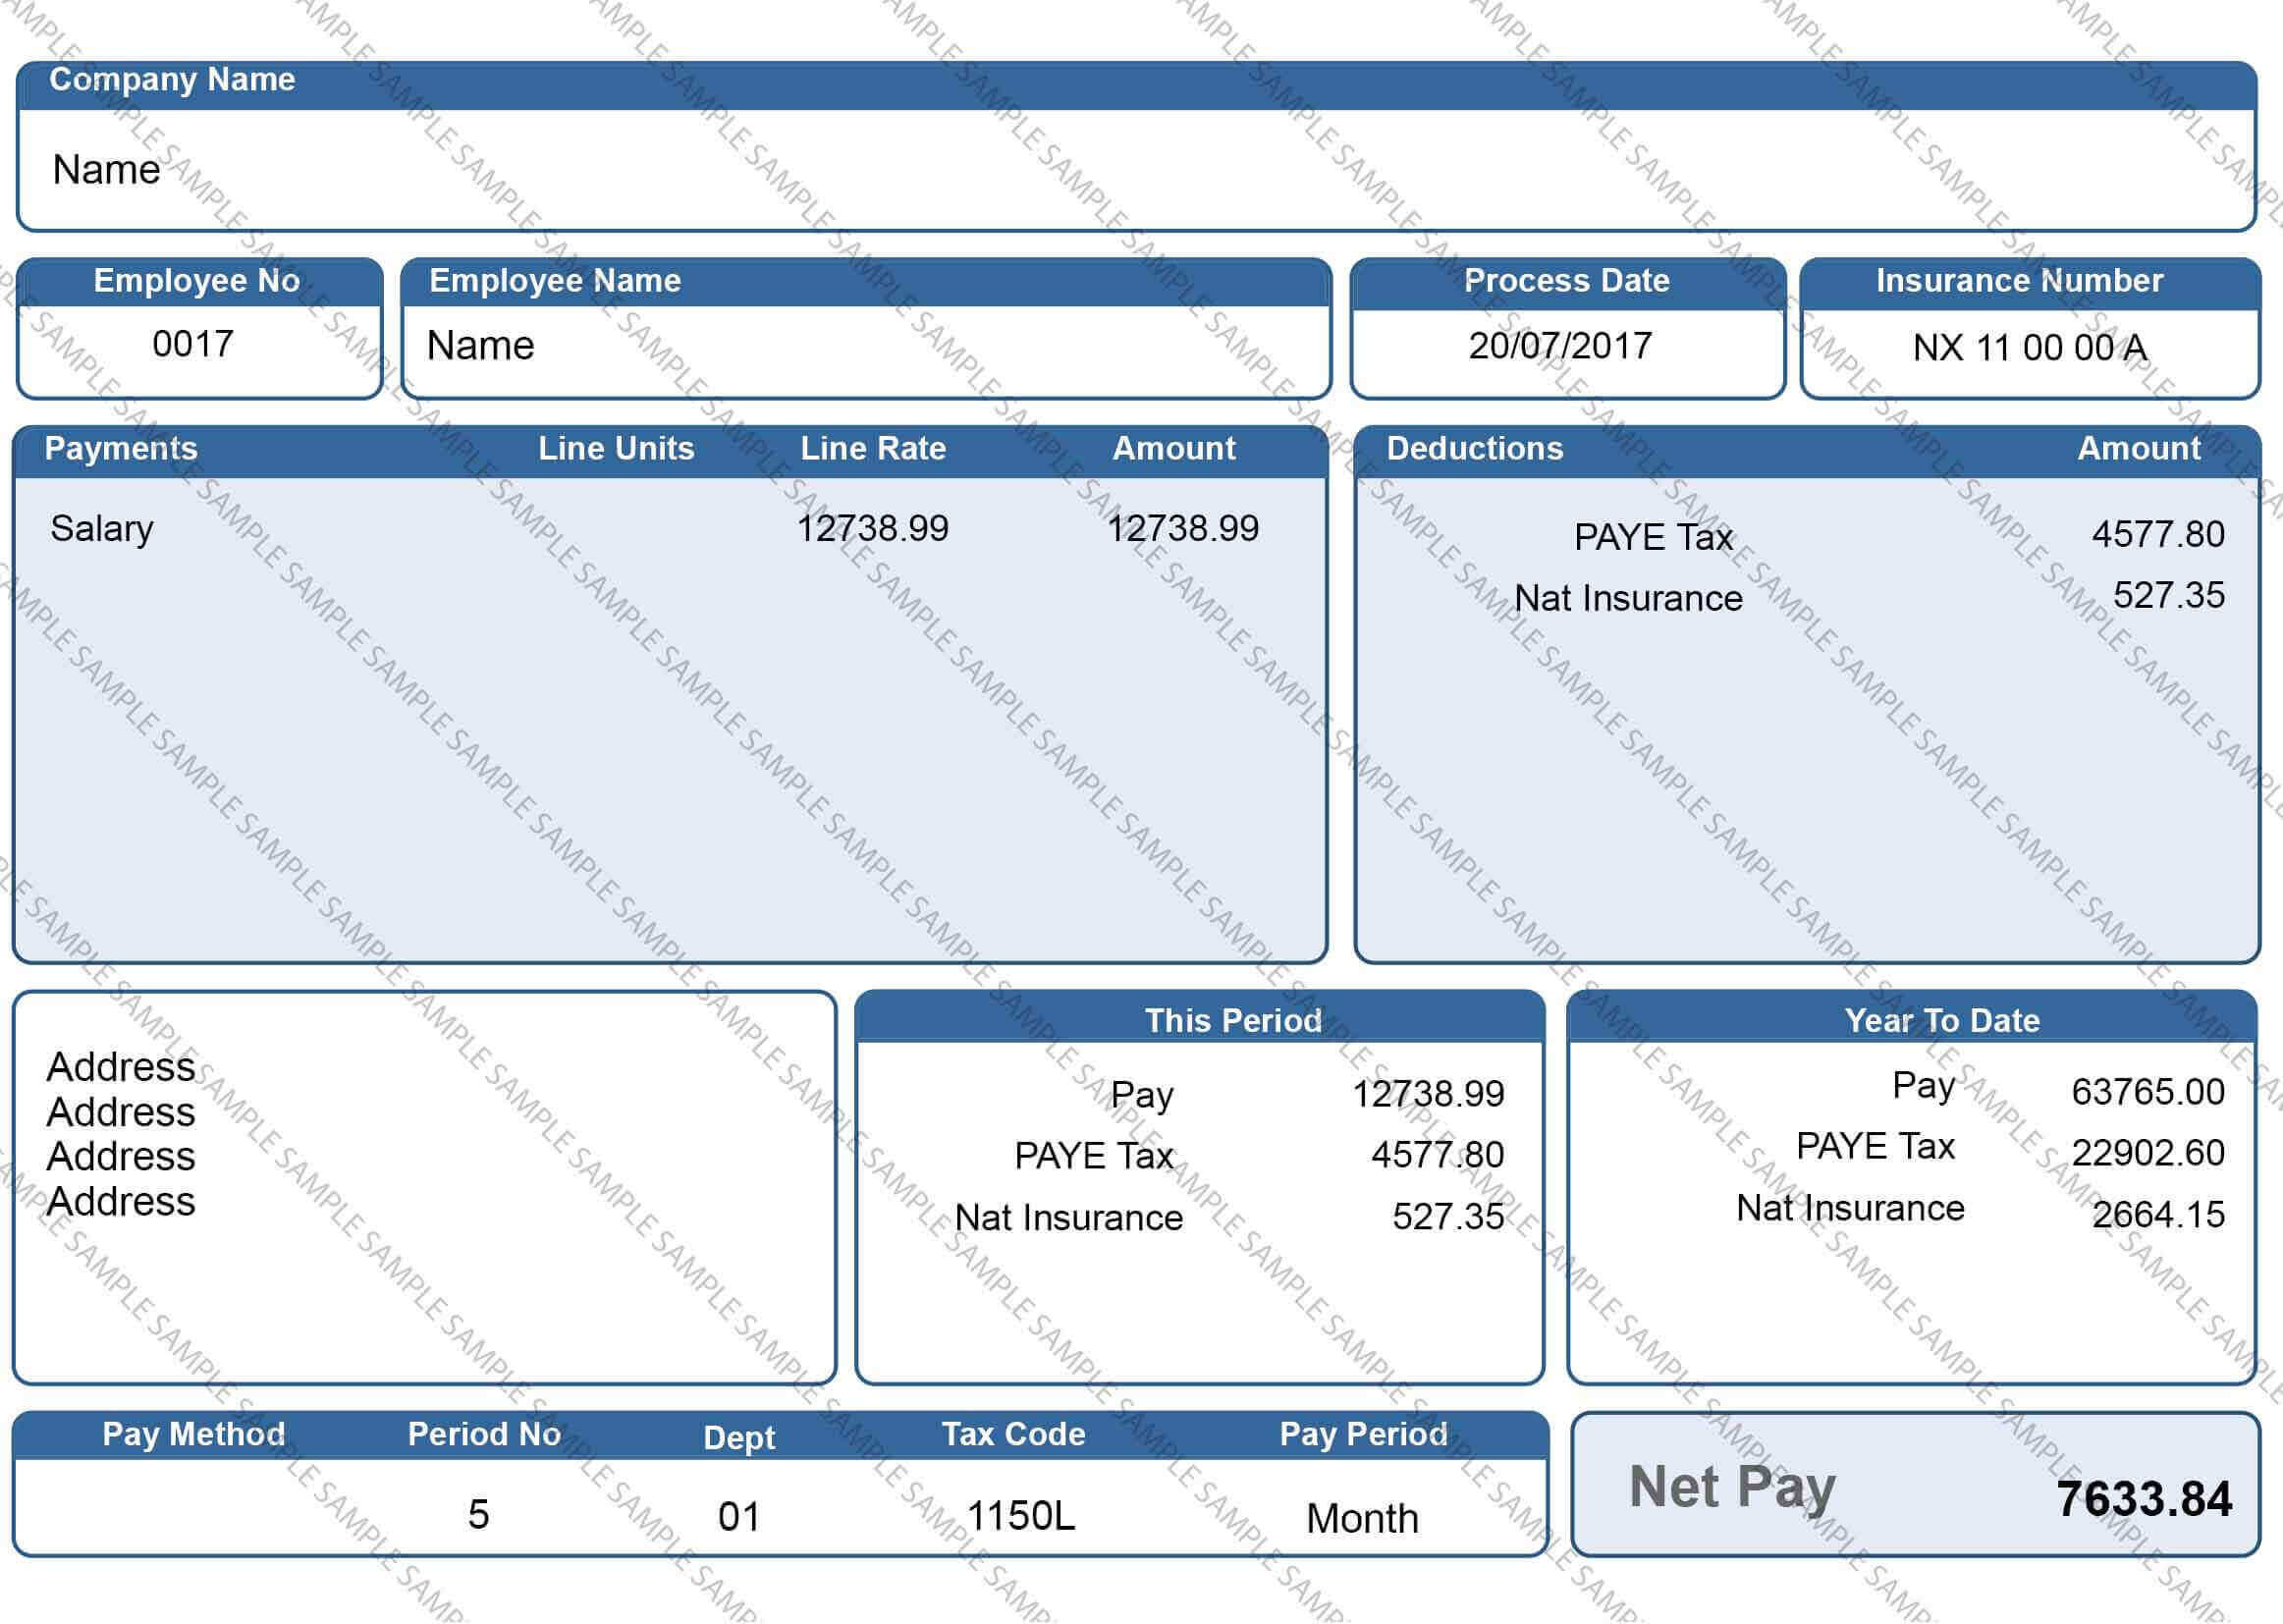 Company Name
Name
Employee No Employee Name Process Date Insurance Number
0017 Name 20/07/2017 NX 11 00 00 A
Payments Line Units Line Rate Amount Deductions Amount
Salary 12738.99 12738.99 PAYE Tax 4577.80
Nat Insurance 527.35
Address
Address
Address
Address
This Period
Pay 12738.99
PAYE Tax 4577.80
Nat Insurance 527.35
Year To Date
Pay 63765.00
PAYE Tax 22902.60
Nat Insurance 2664.15
Pay Method Period No Dept Tax Code Pay Period
5 01 1150L Month
Net Pay 7633.84
SAMPLE SAMPLE SAMPLE SAMPLE SAMPLE SAMPLE